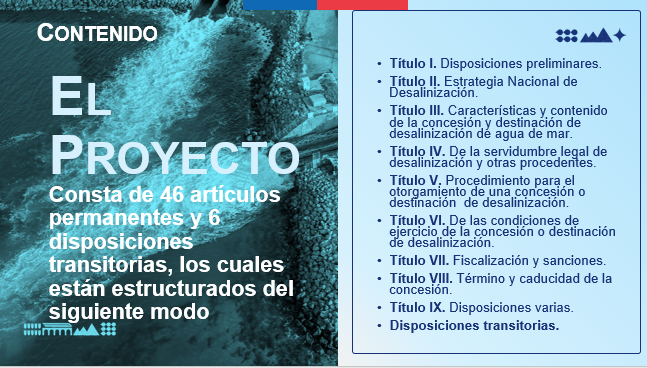 CONTENIDO
EL
PROYECTO
Consta de 46 artículos
permanentes y 6
disposiciones
transitorias, los cuales
están estructurados del
siguiente modo
• Título I. Disposiciones preliminares.
• Título II. Estrategia Nacional de
Desalinización.
• Título III. Características y contenido
de la concesión y destinación de
desalinización de agua de mar.
• Título IV. De la servidumbre legal de
desalinización y otras procedentes.
• Título V. Procedimiento para el
otorgamiento de una concesión o
destinación de desalinización.
• Título VI. De las condiciones de
ejercicio de la concesión o destinación
de desalinización.
• Título VII. Fiscalización y sanciones.
• Título VIII. Término y caducidad de la
concesión.
• Título IX. Disposiciones varias.
• Disposiciones transitorias.